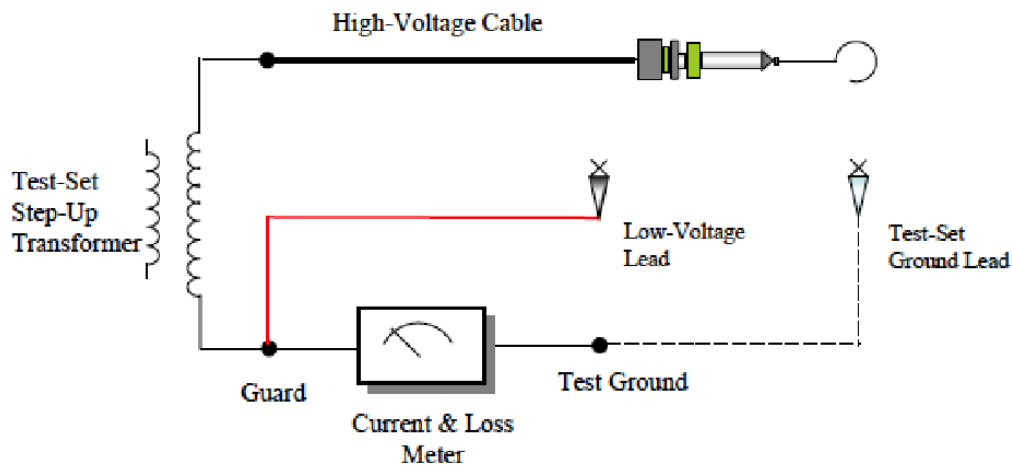 High-Voltage Cable
Test-Set
Step-Up
Transformer
Low-Voltage
Lead
Test-Set
Ground Lead
Guard
Test Ground
Current & Loss
Meter